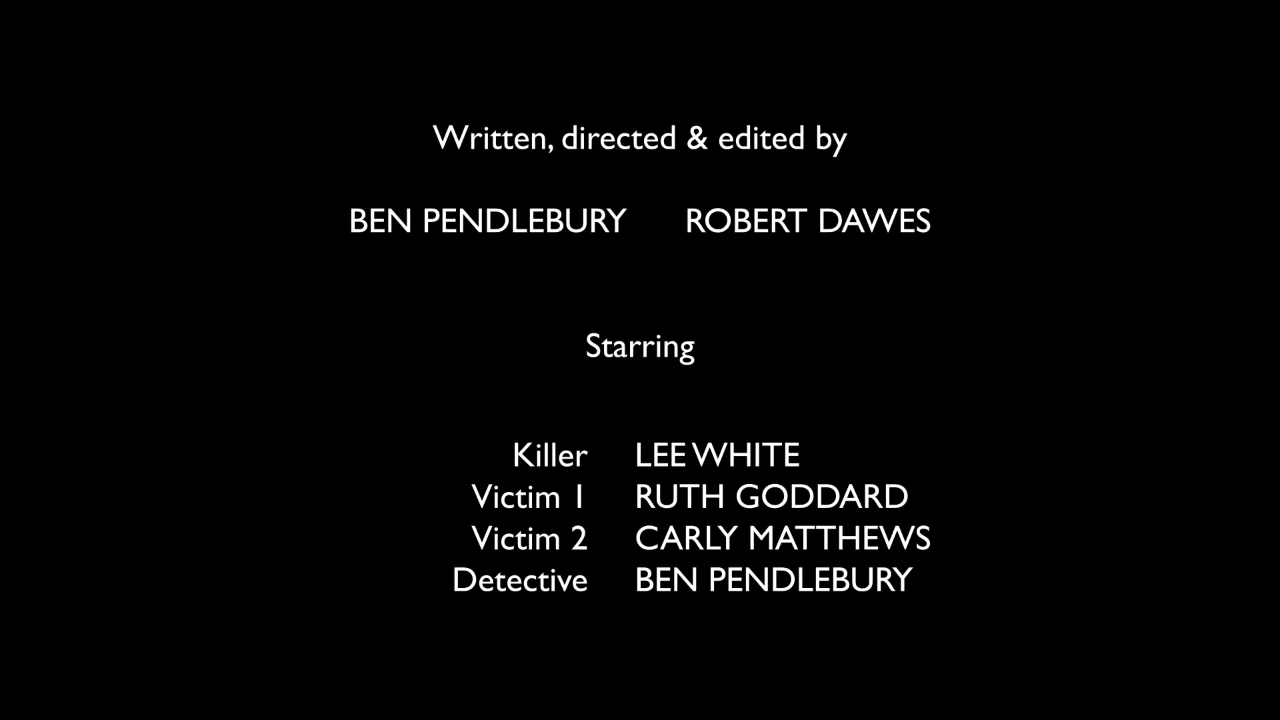 Written, directed & edited by
BEN PENDLEBURY ROBERT DAWES
Starring
Killer LEE WHITE
Victim 1 RUTH GODDARD
Victim 2 CARLY MATTHEWS
Detective BEN PENDLEBURY